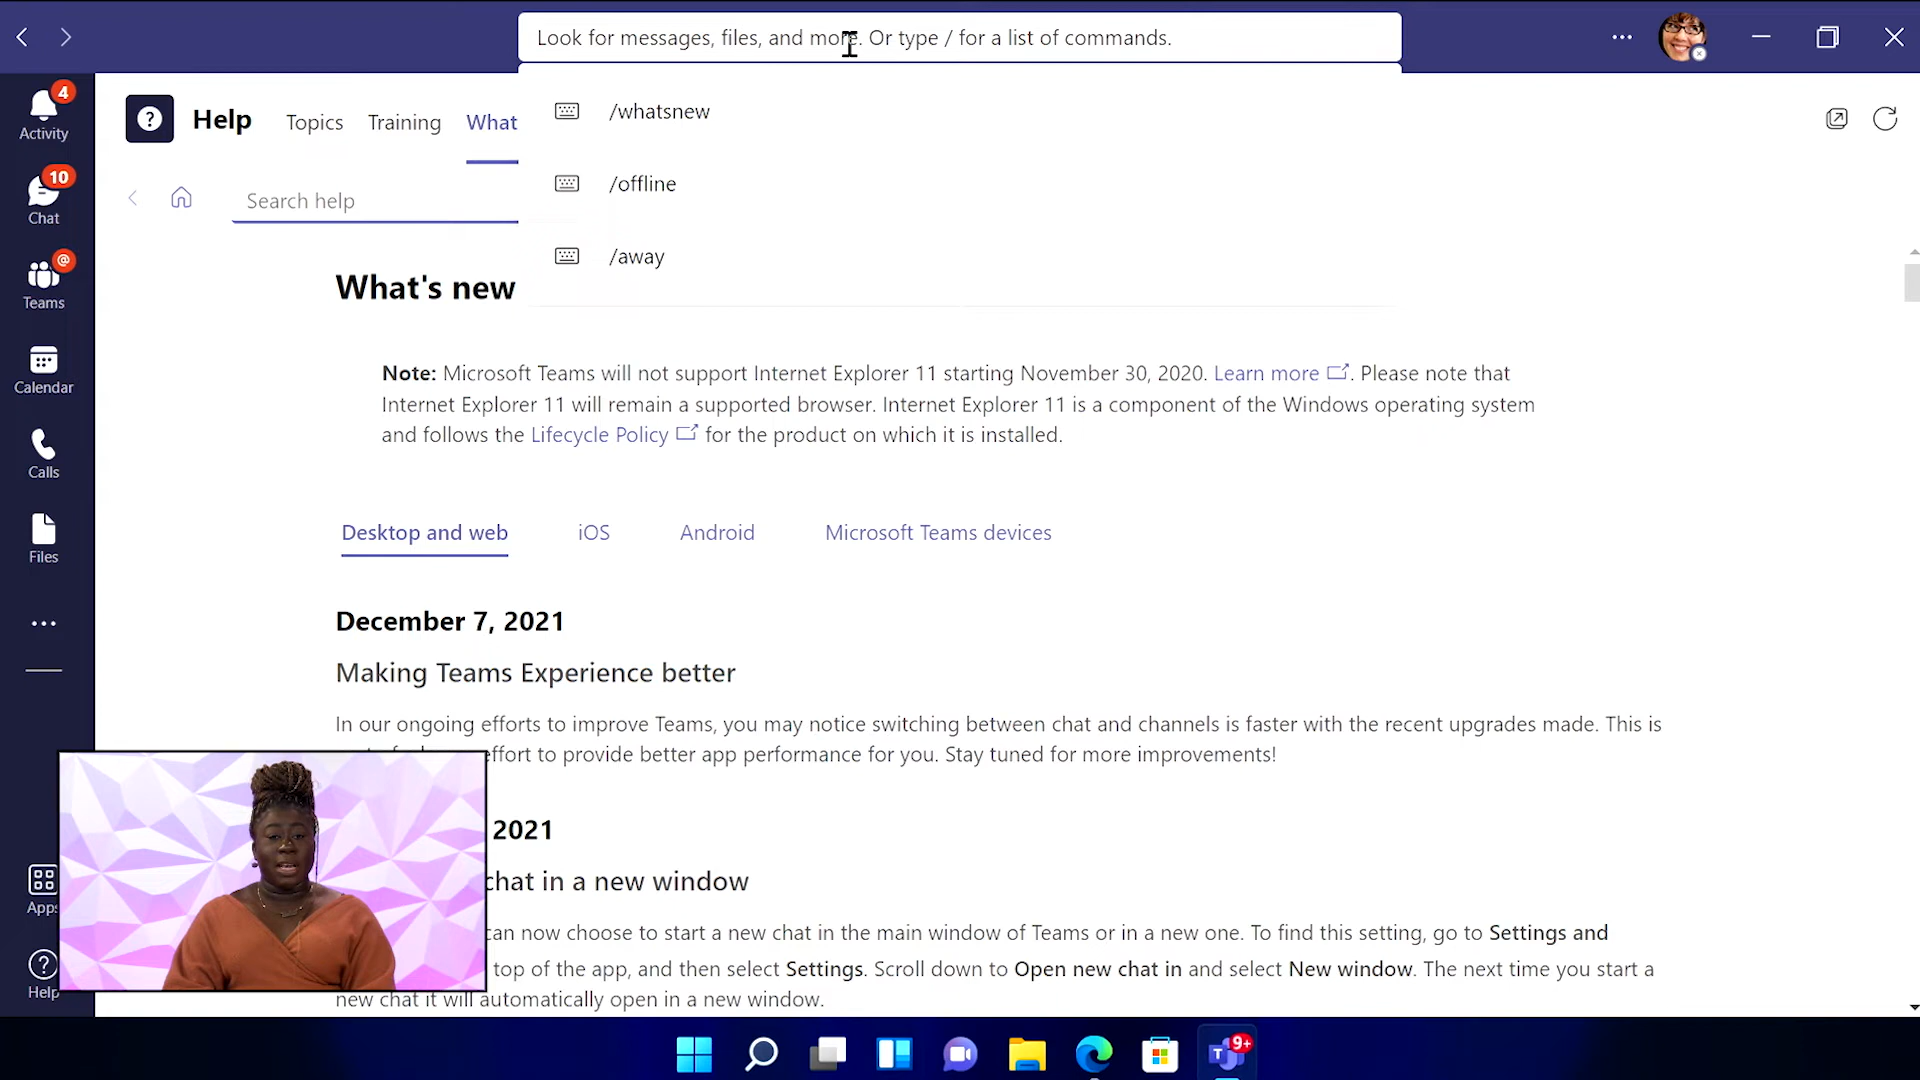 Look for messages, files, and more. Or type / for a list of commands.
/whatsnew
/offline
/away
4
Activity
10
Chat
@
Teams
Calendar
Calls
Files
Apps
Help
Help
Topics
Training
What
Search help
What's new
Note: Microsoft Teams will not support Internet Explorer 11 starting November 30, 2020. Learn more. Please note that
Internet Explorer 11 will remain a supported browser. Internet Explorer 11 is a component of the Windows operating system
and follows the Lifecycle Policy for the product on which it is installed.
Desktop and web
iOS
Android
Microsoft Teams devices
December 7, 2021
Making Teams Experience better
In our ongoing efforts to improve Teams, you may notice switching between chat and channels is faster with the recent upgrades made. This is
effort to provide better app performance for you. Stay tuned for more improvements!
2021
chat in a new window
can now choose to start a new chat in the main window of Teams or in a new one. To find this setting, go to Settings and
top of the app, and then select Settings. Scroll down to Open new chat in and select New window. The next time you start a
new chat it will automatically open in a new window.
T
9+